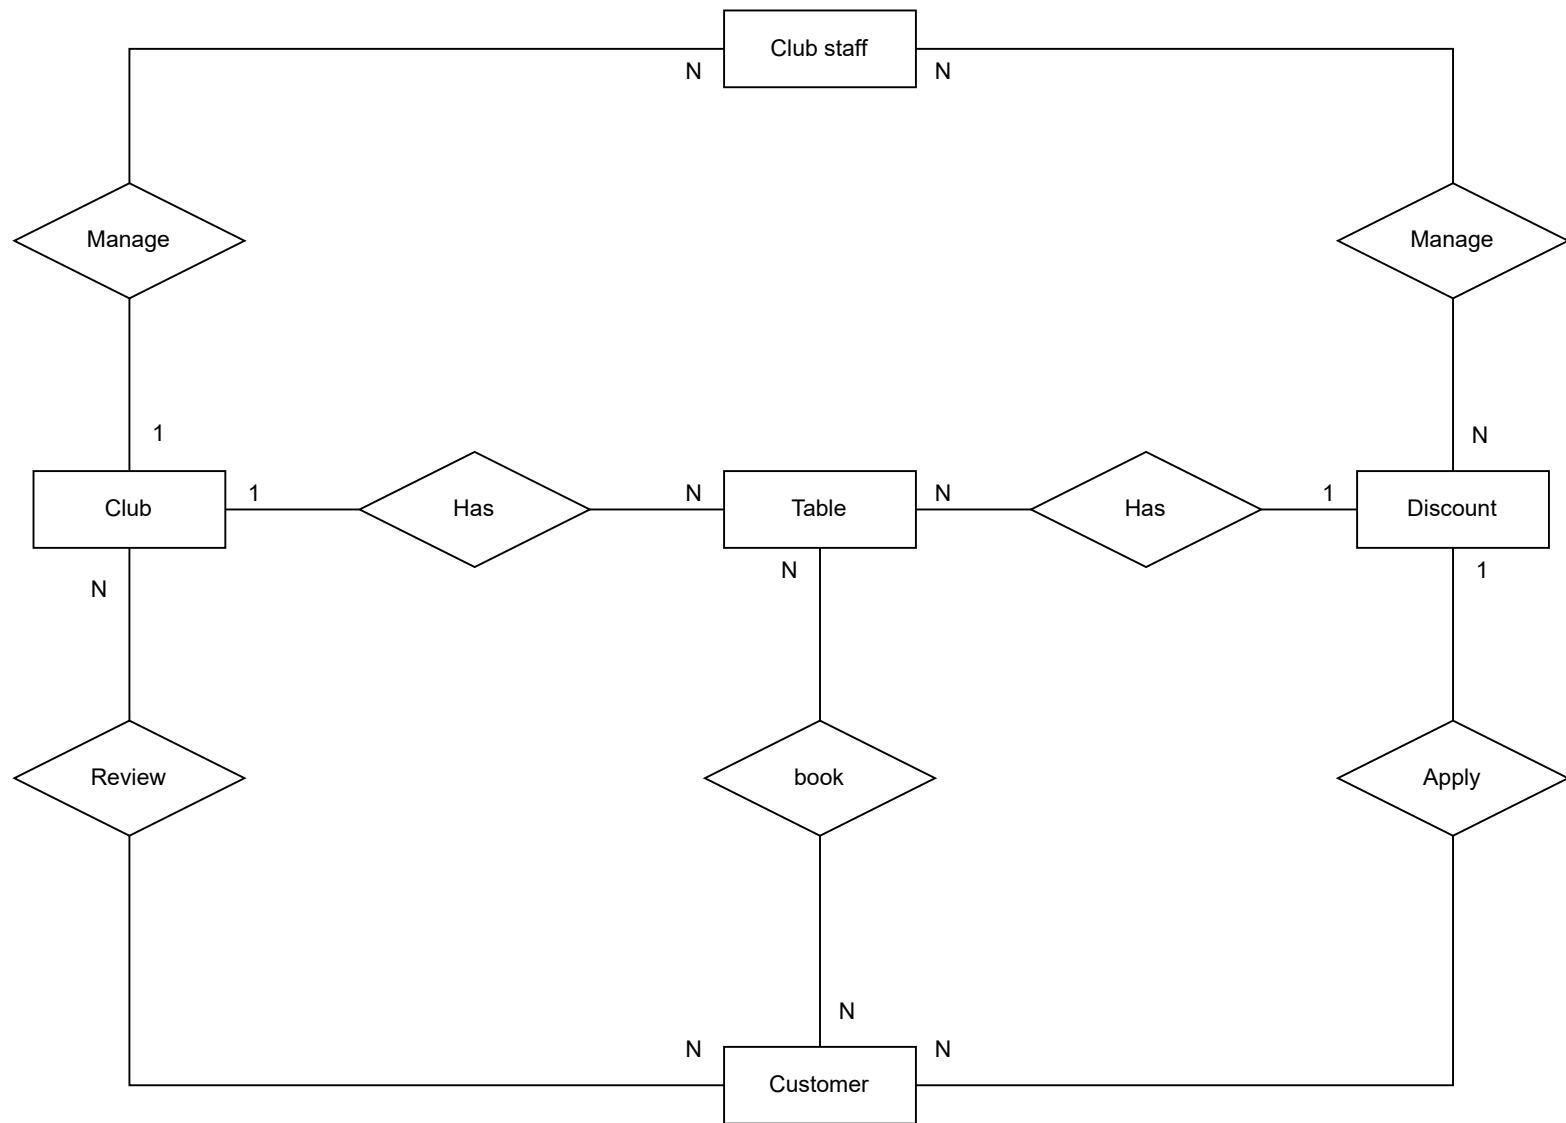 Club staff
N
N
Manage
Manage
1
N
Club
1
Has
N
Table
N
Has
1
Discount
N
N
1
Review
book
Apply
N
N
N
Customer